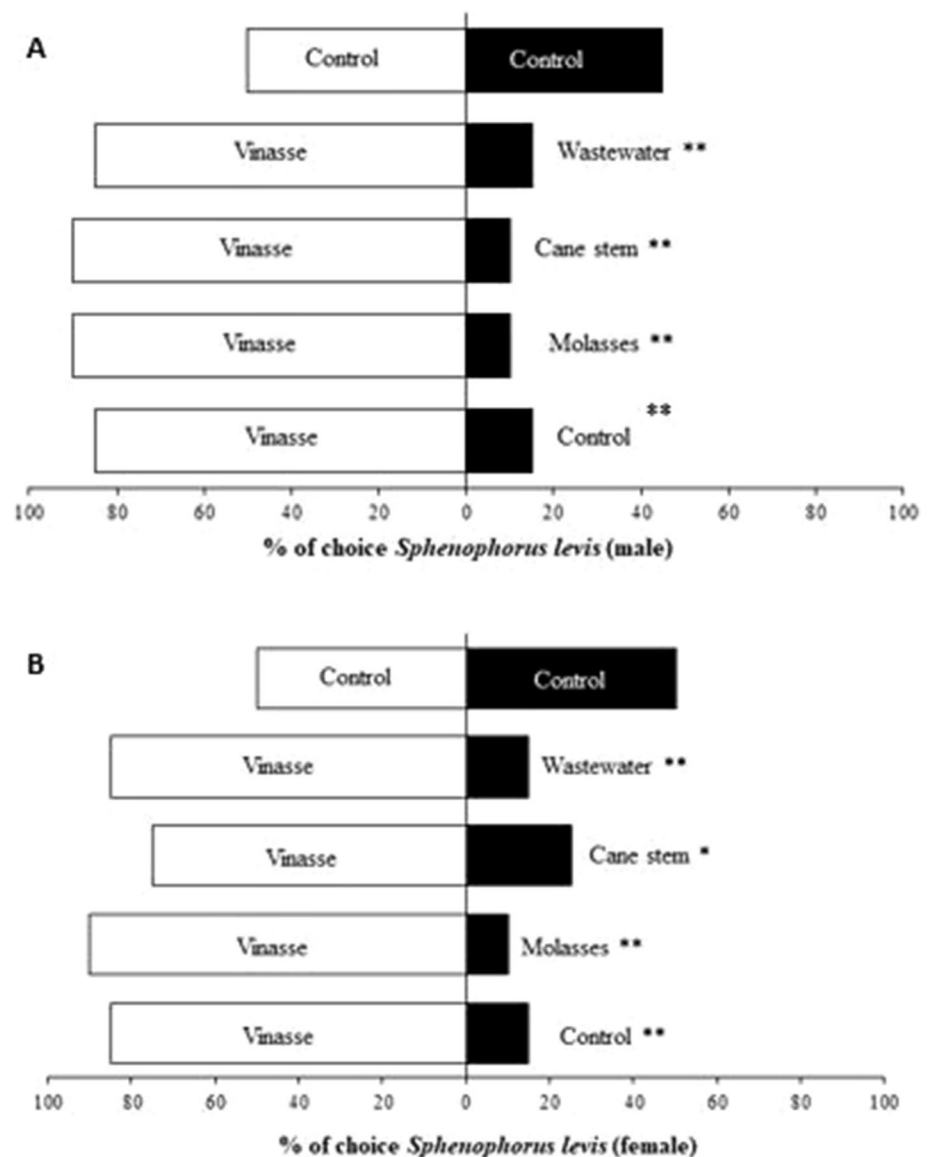 A
Control Control
Vinasse Wastewater **
Vinasse Cane stem **
Vinasse Molasses **
Vinasse Control **
100 80 60 40 20 0 20 40 60 80 100
% of choice Sphenophorus levis (male)
B
Control Control
Vinasse Wastewater **
Vinasse Cane stem *
Vinasse Molasses **
Vinasse Control **
100 80 60 40 20 0 20 40 60 80 100
% of choice Sphenophorus levis (female)